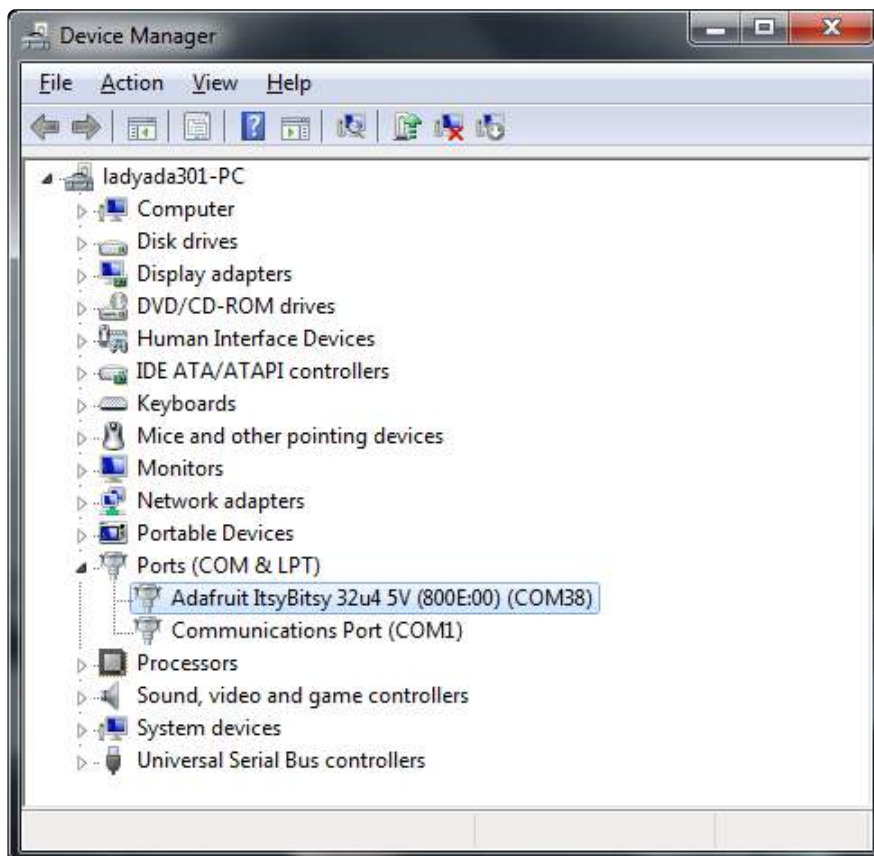 Device Manager
File Action View Help
ladyada301-PC
Computer
Disk drives
Display adapters
DVD/CD-ROM drives
Human Interface Devices
IDE ATA/ATAPI controllers
Keyboards
Mice and other pointing devices
Monitors
Network adapters
Portable Devices
Ports (COM & LPT)
Adafruit ItsyBitsy 32u4 5V (800E:00) (COM38)
Communications Port (COM1)
Processors
Sound, video and game controllers
System devices
Universal Serial Bus controllers